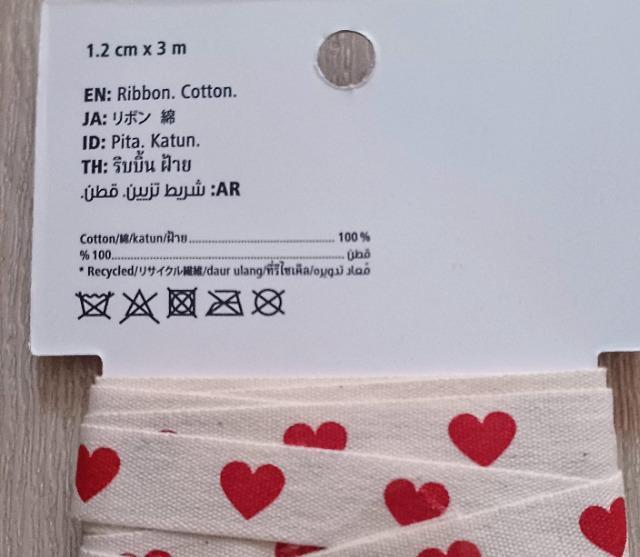 1.2 cm x 3 m
EN: Ribbon. Cotton.
JA: リボン 綿
ID: Pita. Katun.
TH: ริบบิ้น ฝ้าย
AR: شريط تزيين. قطن.
Cotton/綿/katun/ฝ้าย 100 %
قطن 100 %
* Recycled/リサイクル繊維/daur ulang/ที่รีไซเคิล/مُعاد تدويره